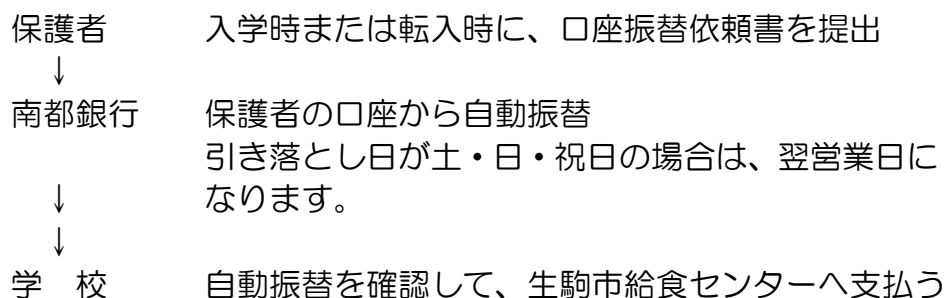 保護者　　入学時または転入時に、口座振替依頼書を提出
↓
南都銀行　　保護者の口座から自動振替
引き落とし日が土・日・祝日の場合は、翌営業日に
↓　　なります。
↓
学　校　　自動振替を確認して、生駒市給食センターへ支払う